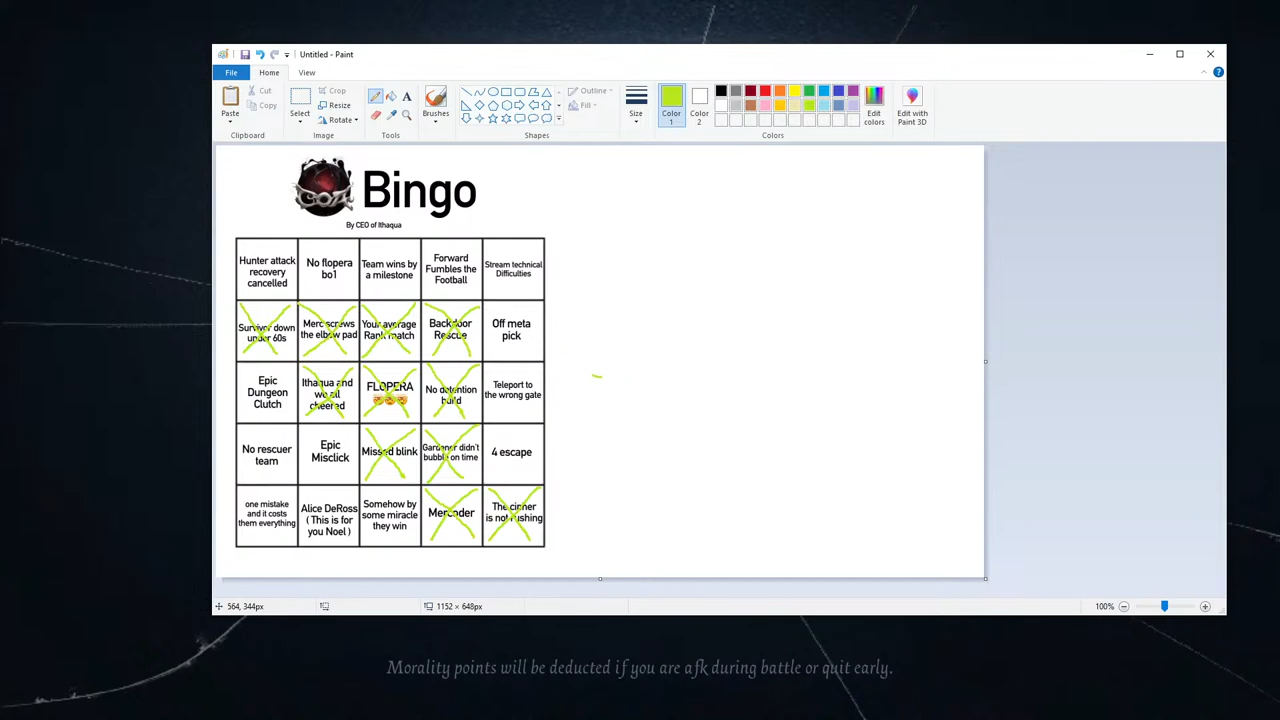 Untitled - Paint
File
Home
View
Cut
Copy
Paste
Clipboard
Crop
Resize
Rotate
Select
Image
Tools
Brushes
Outline
Fill
Shapes
Size
Color
1
Color
2
Edit
colors
Edit with
Paint 3D
Colors
COA
Bingo
By CEO of Ithaqua
Hunter attack
recovery
cancelled
No flopera
bo1
Team wins by
a milestone
Forward
Fumbles the
Football
Stream technical
Difficulties
Survivor down
under 60s
Merc screws
the elbow pad
Your average
Rank match
Backdoor
Rescue
Off meta
pick
Epic
Dungeon
Clutch
Ithaqua and
we all
cheered
FLOPERA
No detention
build
Teleport to
the wrong gate
No rescuer
team
Epic
Misclick
Missed blink
Gardener didn't
bubble on time
4 escape
one mistake
and it costs
them everything
Alice DeRoss
( This is for
you Noel )
Somehow by
some miracle
they win
Mercoder
The cipher
is not rushing
564, 344px
1152 × 648px
100%
Morality points will be deducted if you are afk during battle or quit early.